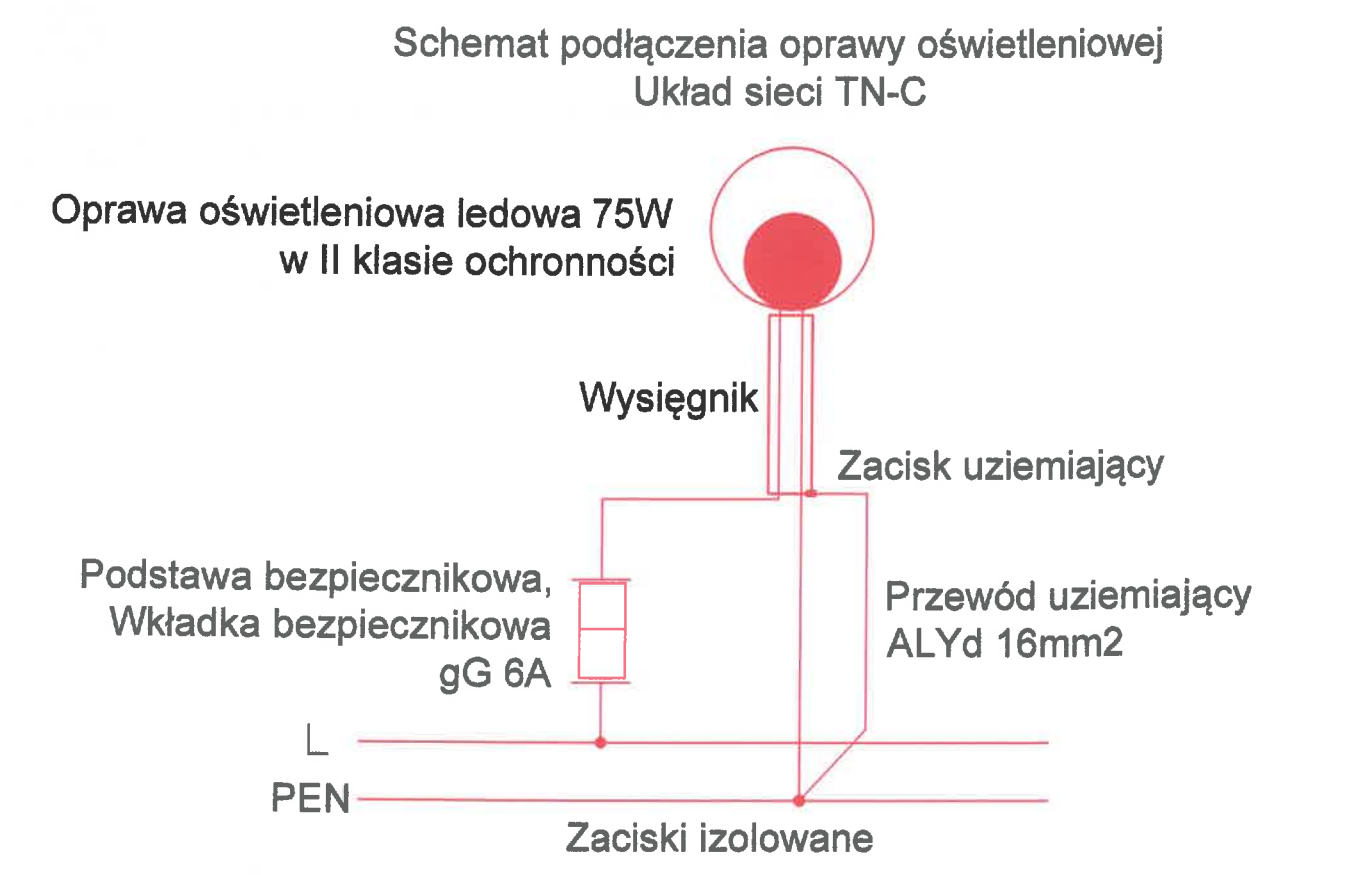 Schemat podłączenia oprawy oświetleniowej
Układ sieci TN-C
Oprawa oświetleniowa ledowa 75W
w II klasie ochronności
Wysięgnik
Zacisk uziemiający
Podstawa bezpiecznikowa,
Wkładka bezpiecznikowa
gG 6A
Przewód uziemiający
ALYd 16mm2
L
PEN
Zaciski izolowane